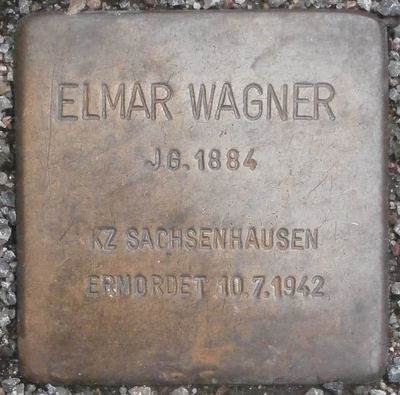 ELMAR WAGNER
JG. 1884
KZ SACHSENHAUSEN
ERMORDET 10.7.1942